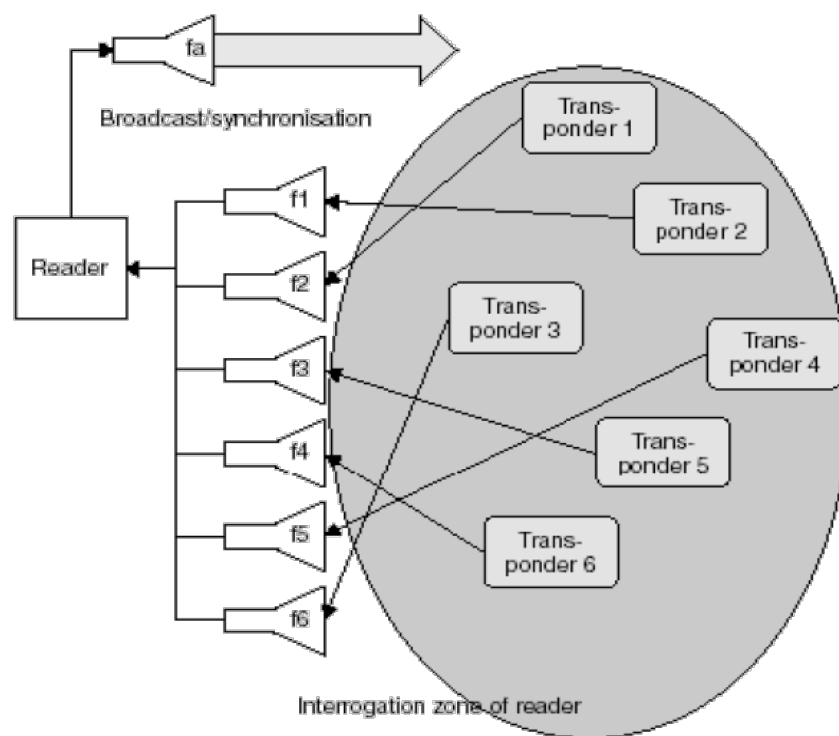 fa
Broadcast/synchronisation
Trans-
ponder 1
f1
Trans-
ponder 2
Reader
f2
Trans-
ponder 3
f3
Trans-
ponder 4
f4
Trans-
ponder 5
f5
Trans-
ponder 6
f6
Interrogation zone of reader